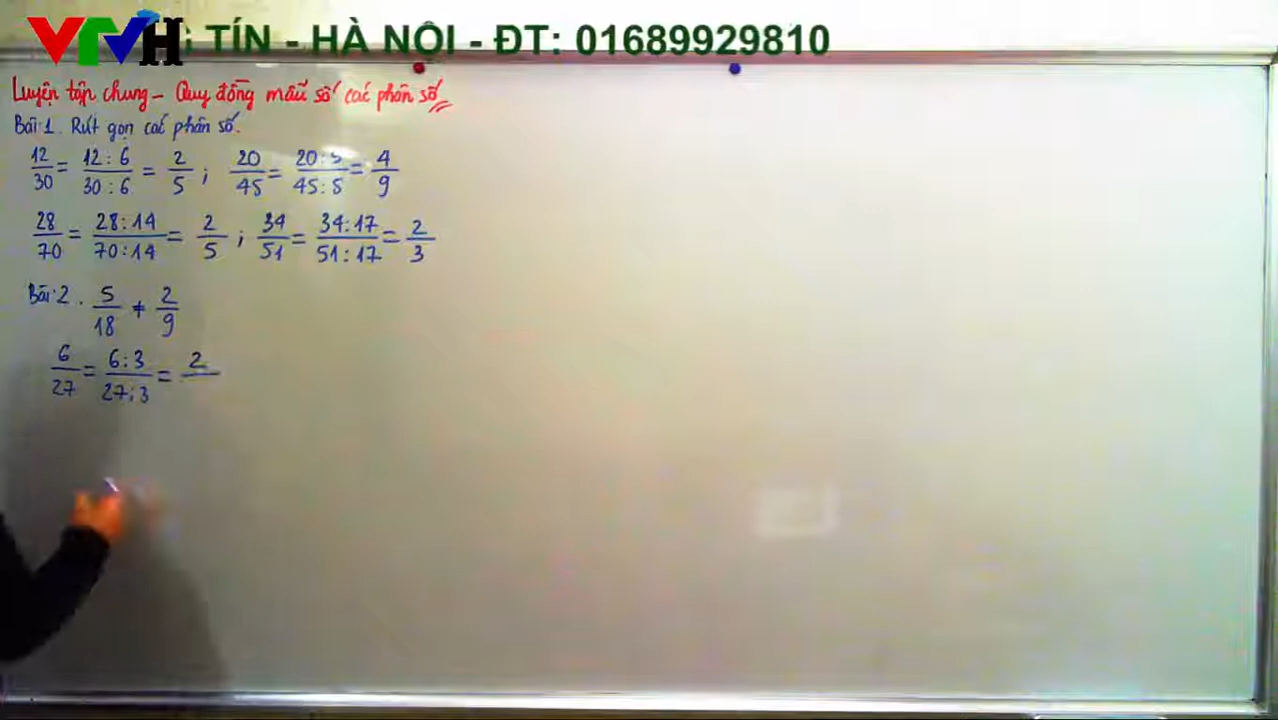 VTVH G TÍN - HÀ NỘI - ĐT: 01689929810
Luyện tập chung - Quy đồng mẫu số các phân số
Bài 1. Rút gọn các phân số.
12/30 = 12:6/30:6 = 2/5 ; 20/45 = 20:5/45:5 = 4/9
28/70 = 28:14/70:14 = 2/5 ; 34/51 = 34:17/51:17 = 2/3
Bài 2. 5/18 ≠ 2/9
6/27 = 6:3/27:3 = 2/